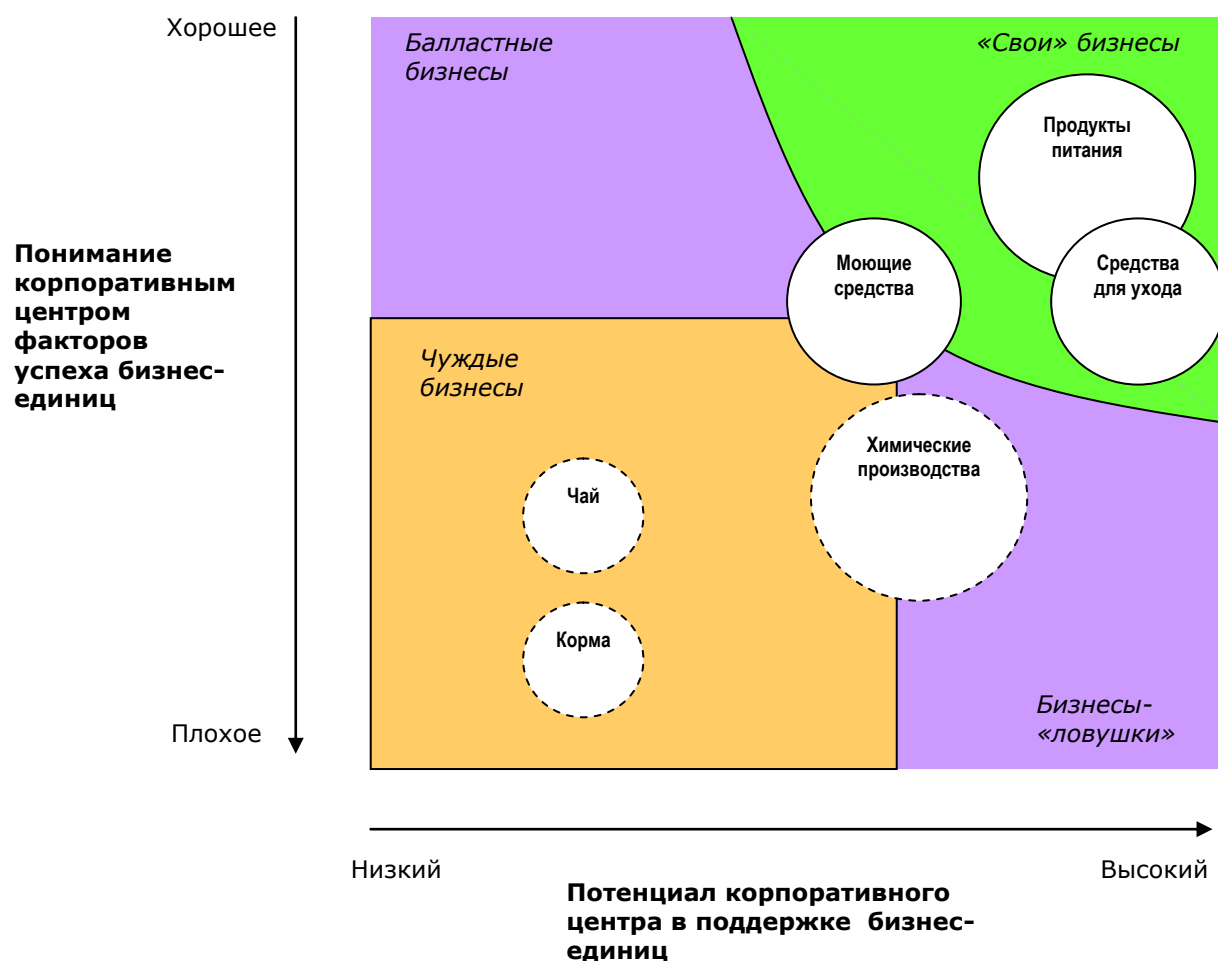 Хорошее
Балластные
бизнесы
«Свои» бизнесы
Продукты
питания
Понимание
корпоративным
центром
факторов
успеха бизнес-
единиц
Моющие
средства
Средства
для ухода
Чуждые
бизнесы
Химические
производства
Чай
Корма
Плохое
Бизнесы-
«ловушки»
Низкий
Высокий
Потенциал корпоративного
центра в поддержке бизнес-
единиц